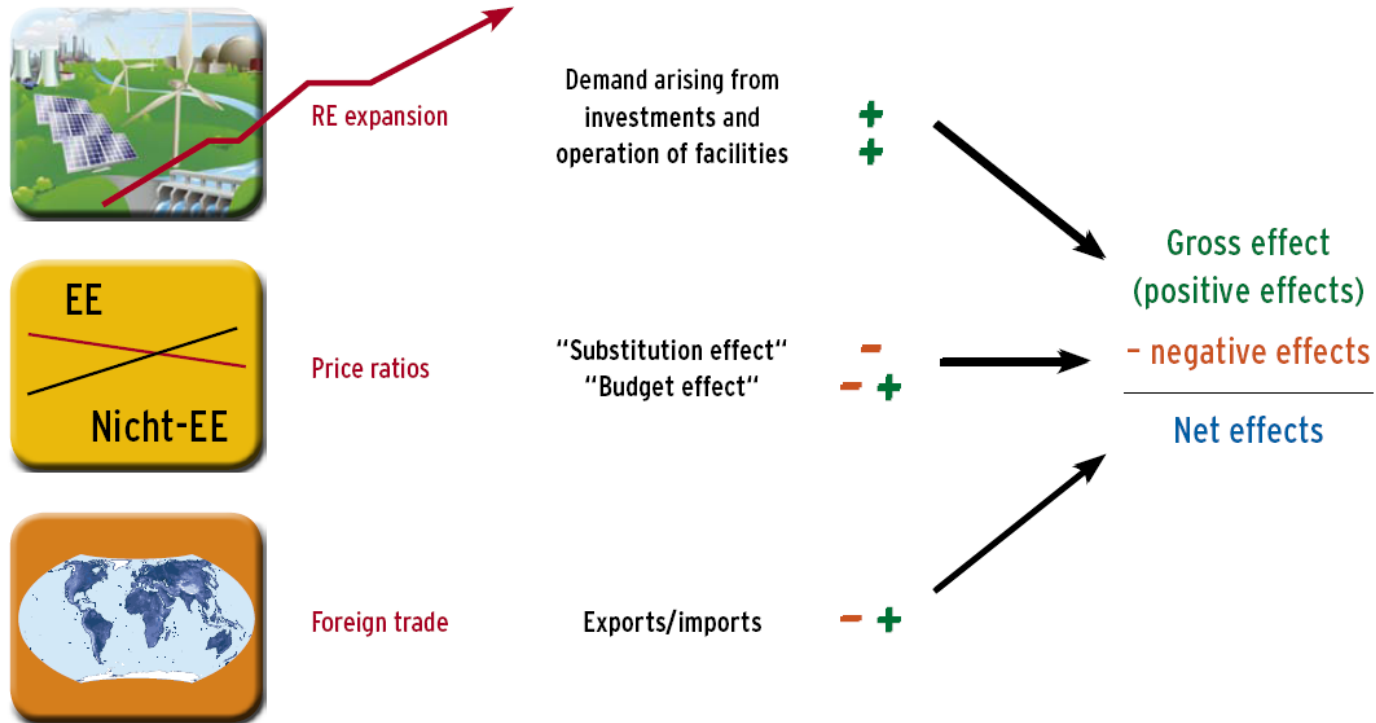 RE expansion
Demand arising from
investments and
operation of facilities
+
+
EE
Nicht-EE
Price ratios
“Substitution effect“
“Budget effect“
–
– +
Foreign trade
Exports/imports
– +
Gross effect
(positive effects)
– negative effects
Net effects